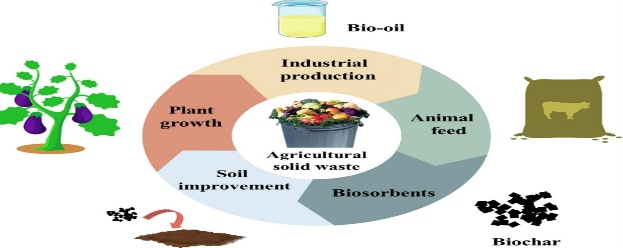 Bio-oil
Industrial
production
Plant
growth
Animal
feed
Agricultural
solid waste
Soil
improvement
Biosorbents
Biochar